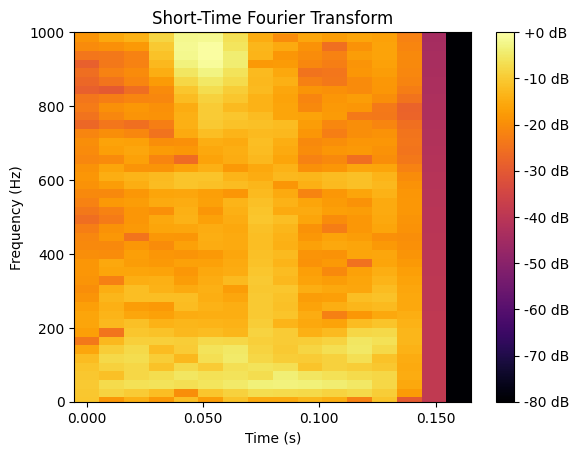 Short-Time Fourier Transform
1000
800
600
400
200
0
Frequency (Hz)
0.000
0.050
0.100
0.150
Time (s)
+0 dB
-10 dB
-20 dB
-30 dB
-40 dB
-50 dB
-60 dB
-70 dB
-80 dB